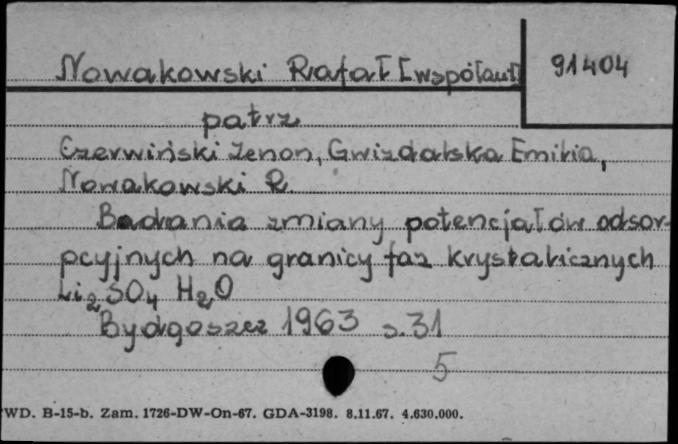 Nowakowski Rafał [współaut]
91404
patrz
Czerwiński Zenon, Gwizdalska Emilia,
Nowakowski R.
Badania zmiany potencjałów odsor-
pcyjnych na granicy faz krystalicznych
Li2SO4 H2O
Bydgoszcz 1963 s. 31
5
WD. B-15-b. Zam. 1726-DW-On-67. GDA-3198. 8.11.67. 4.630.000.